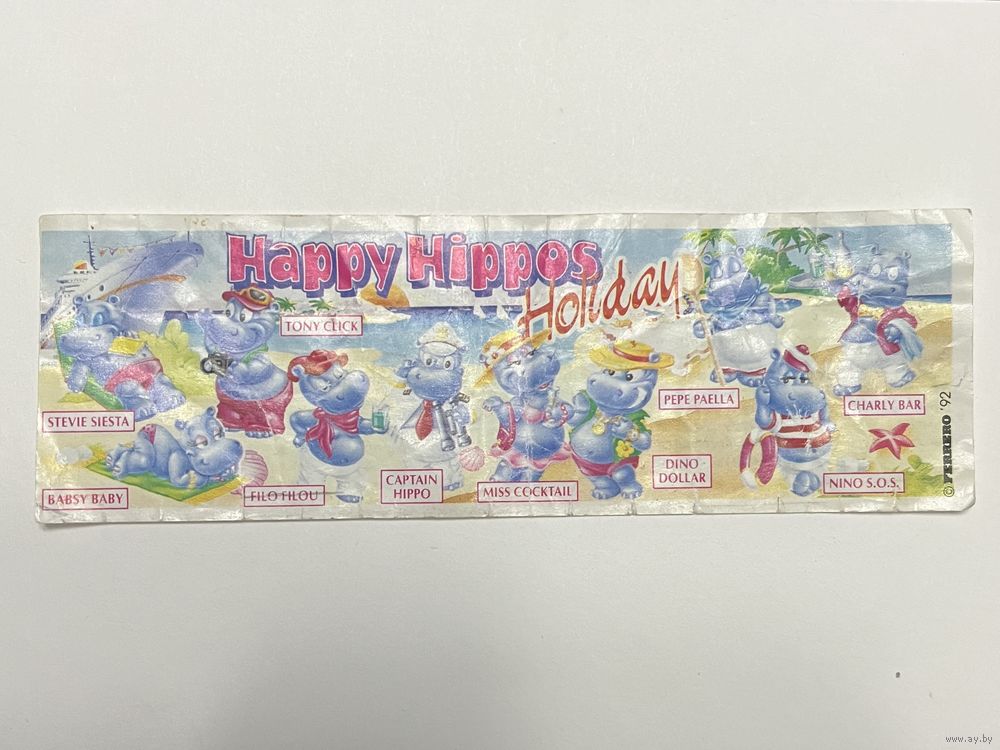 Happy Hippos
Holiday
TONY CLICK
STEVIE SIESTA
PEPE PAELLA
CHARLY BAR
BABSY BABY
FILO FILOU
CAPTAIN
HIPPO
MISS COCKTAIL
DINO
DOLLAR
NINO S.O.S.
© FERRERO '92
www.ay.by